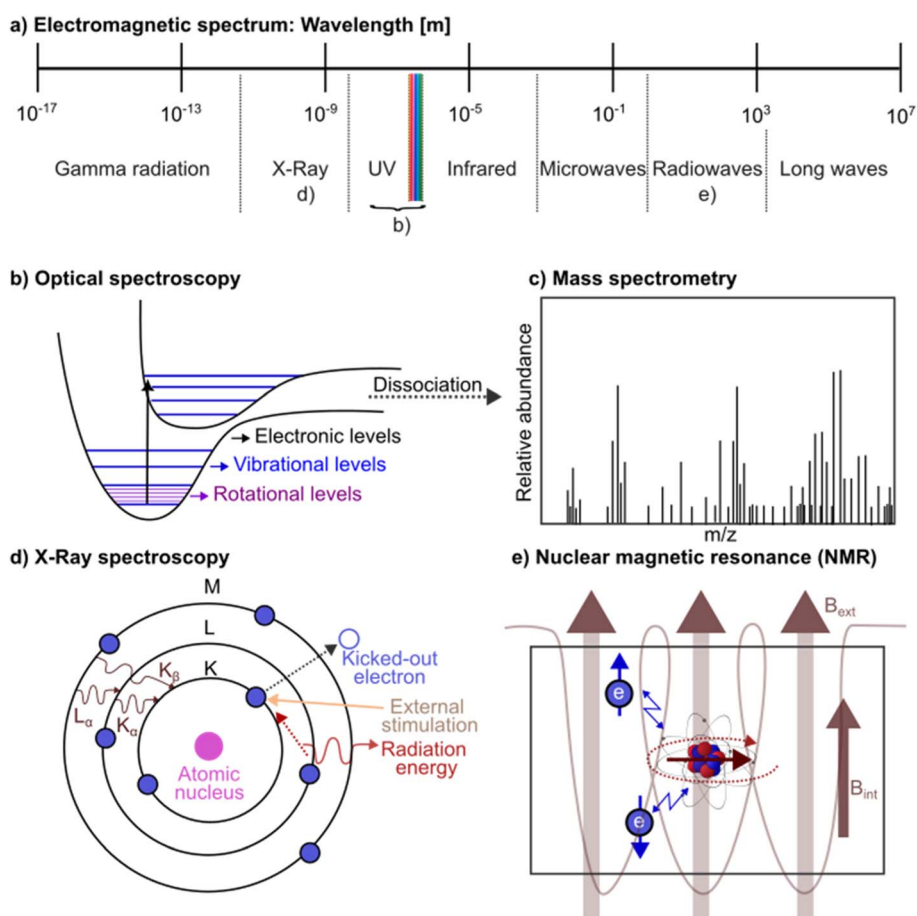 a) Electromagnetic spectrum: Wavelength [m]
10-17 10-13 10-9 10-5 10-1 103 107
Gamma radiation X-Ray UV Infrared Microwaves Radiowaves Long waves
d) e)
b)
b) Optical spectroscopy
Dissociation
Electronic levels
Vibrational levels
Rotational levels
c) Mass spectrometry
Relative abundance
m/z
d) X-Ray spectroscopy
M
L
K
Kβ
Lα
Kα
Kicked-out
electron
External
stimulation
Radiation
energy
Atomic
nucleus
e) Nuclear magnetic resonance (NMR)
Bext
e
Bint
e